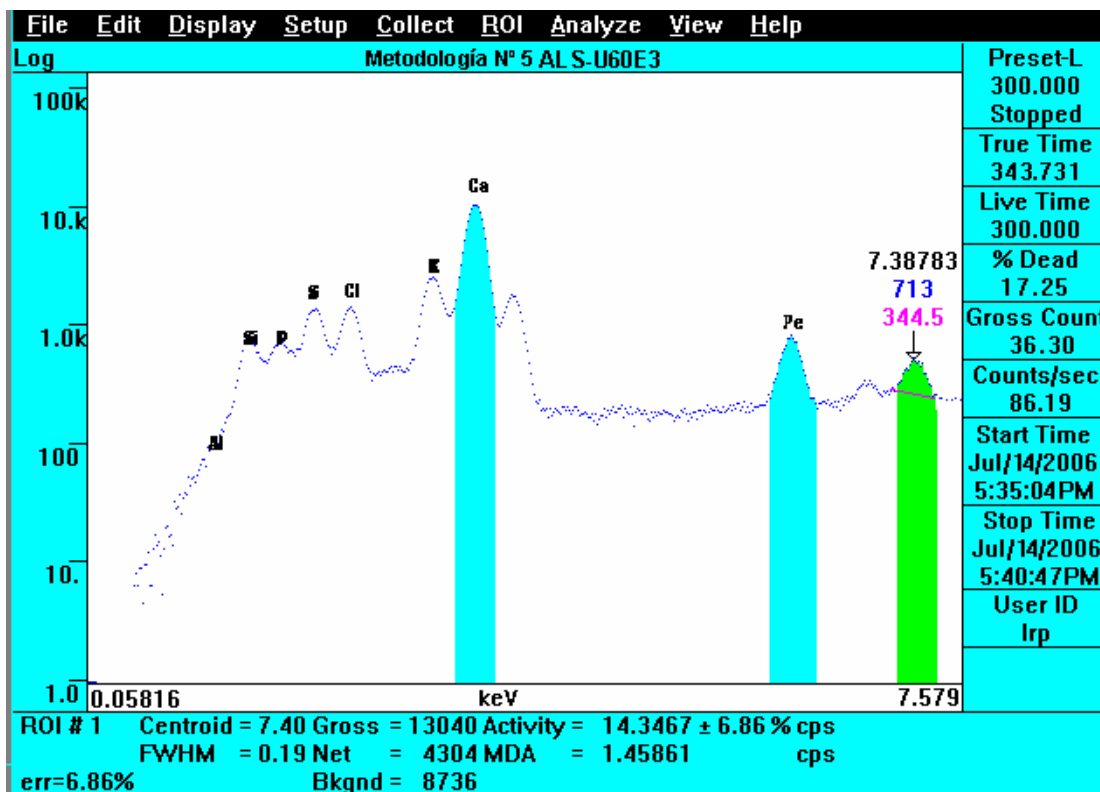 File Edit Display Setup Collect ROI Analyze View Help
Log Metodología Nº 5 AL S-U60E3
100k
10.k
1.0k
100
10.
1.0
Al
Si
P
S
Cl
K
Ca
Fe
7.38783
713
344.5
0.05816 keV 7.579
Preset-L
300.000
Stopped
True Time
343.731
Live Time
300.000
% Dead
17.25
Gross Count
36.30
Counts/sec
86.19
Start Time
Jul/14/2006
5:35:04PM
Stop Time
Jul/14/2006
5:40:47PM
User ID
lrp
ROI # 1 Centroid = 7.40 Gross = 13040 Activity = 14.3467 ± 6.86 % cps
FWHM = 0.19 Net = 4304 MDA = 1.45861 cps
err=6.86% Bkgnd = 8736